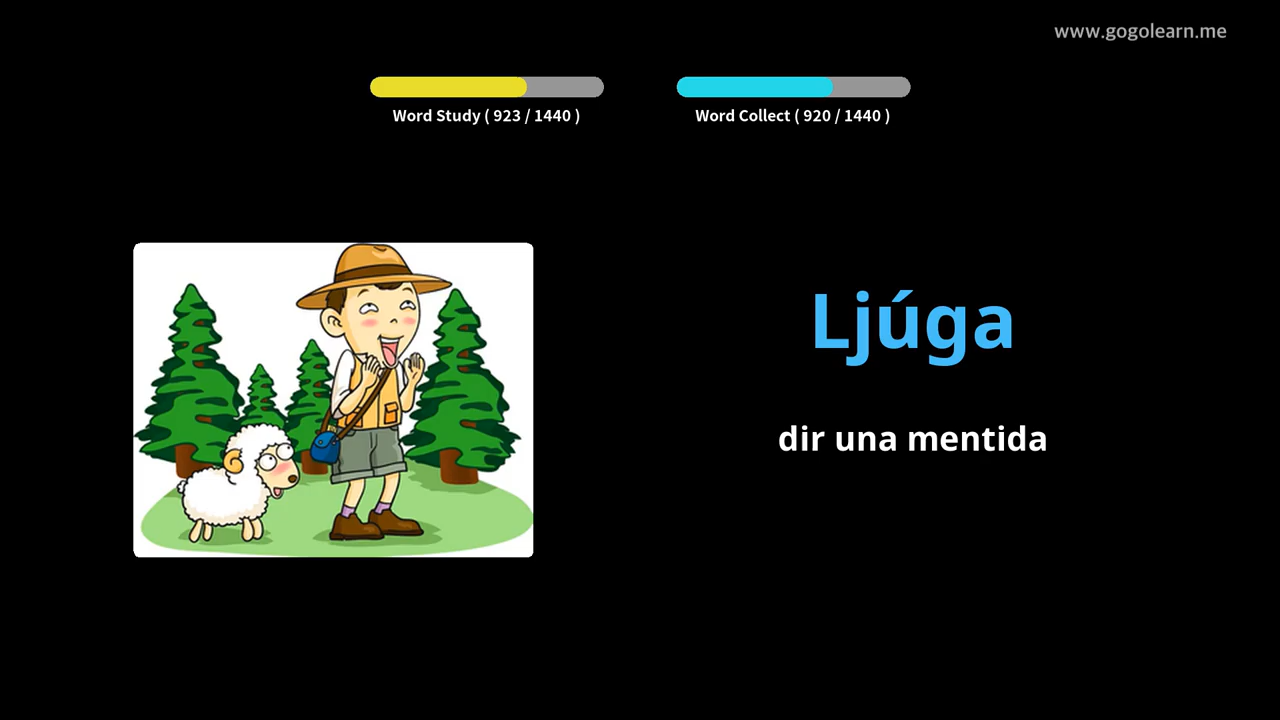 www.gogolearn.me
Word Study ( 923 / 1440 )
Word Collect ( 920 / 1440 )
Ljúga
dir una mentida